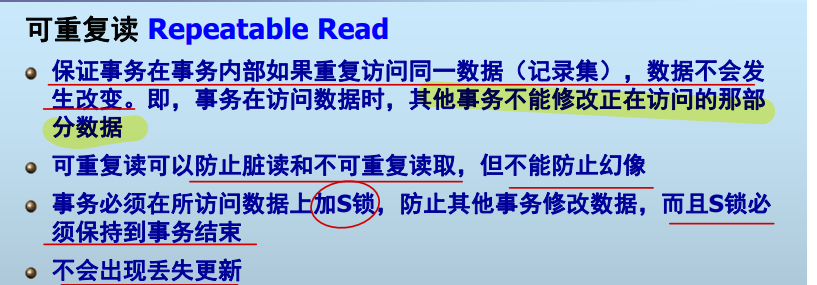 可重复读 Repeatable Read
保证事务在事务内部如果重复访问同一数据（记录集），数据不会发
生改变。即，事务在访问数据时，其他事务不能修改正在访问的那部
分数据
可重复读可以防止脏读和不可重复读取，但不能防止幻像
事务必须在所访问数据上加S锁，防止其他事务修改数据，而且S锁必
须保持到事务结束
不会出现丢失更新